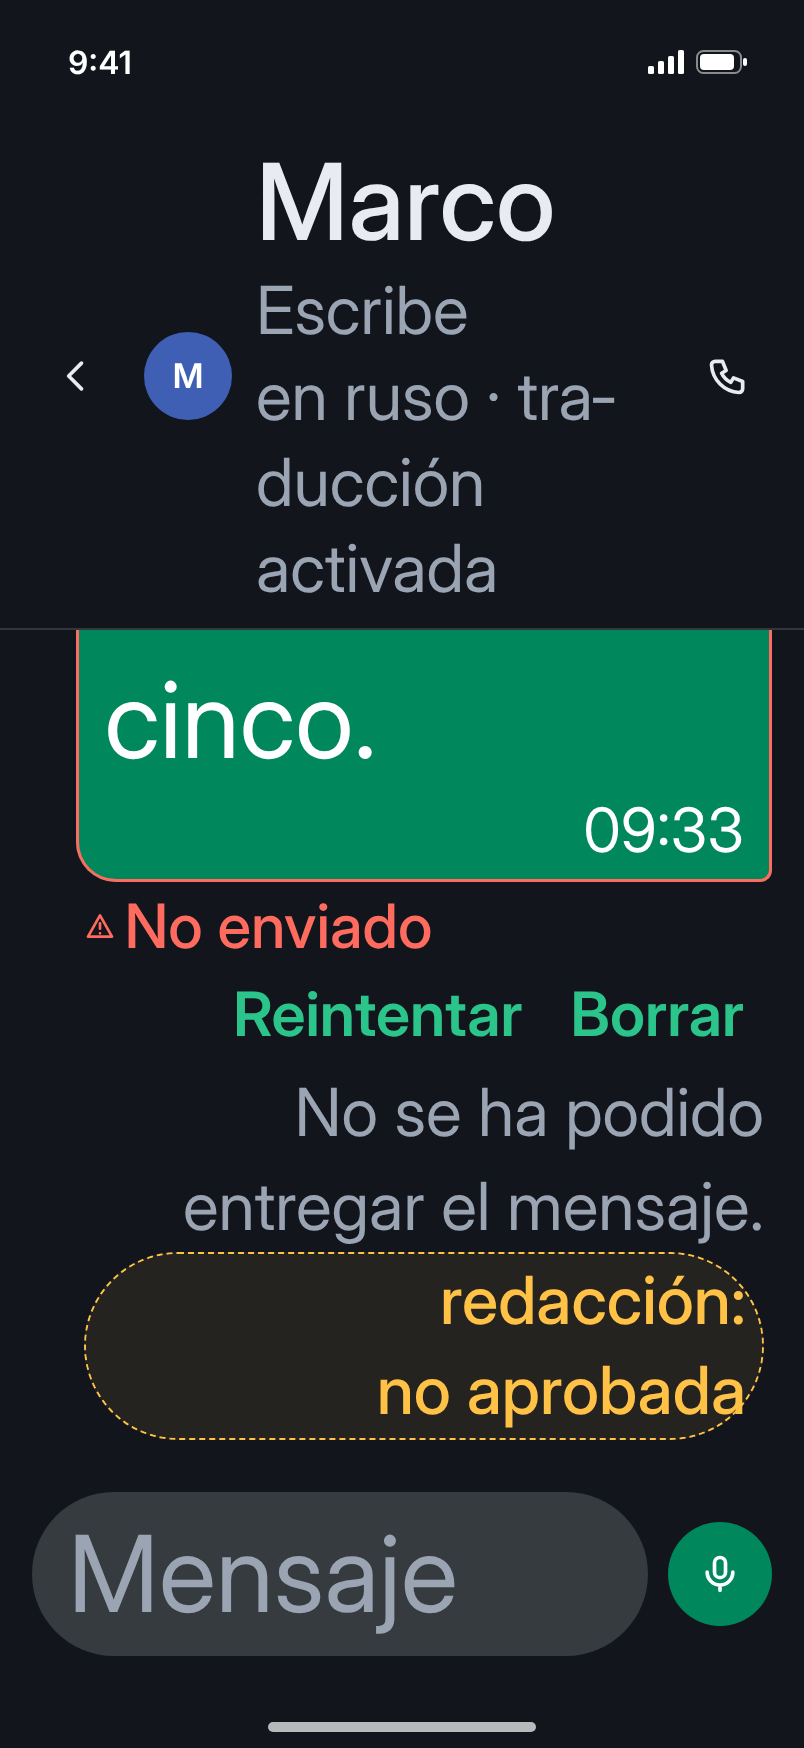 9:41
Marco
Escribe
en ruso · tra-
ducción
activada
M
cinco.
09:33
No enviado
Reintentar Borrar
No se ha podido
entregar el mensaje.
redacción:
no aprobada
Mensaje